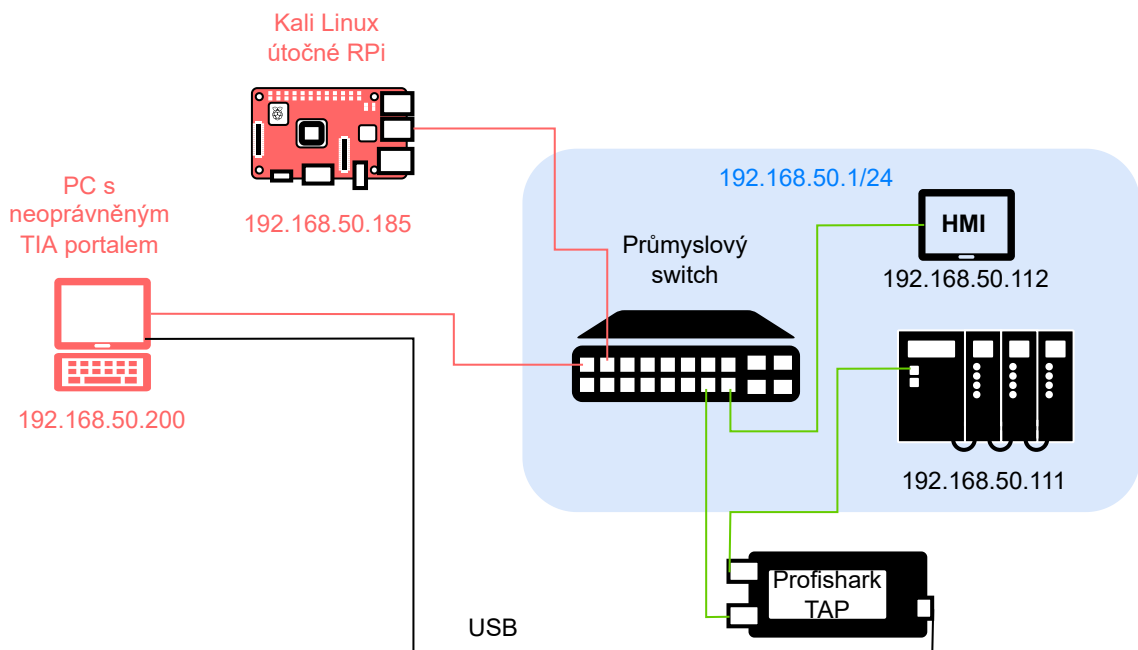 Kali Linux
útočné RPi
192.168.50.185
PC s
neoprávněným
TIA portalem
192.168.50.200
192.168.50.1/24
Průmyslový
switch
HMI
192.168.50.112
192.168.50.111
Profishark
TAP
USB